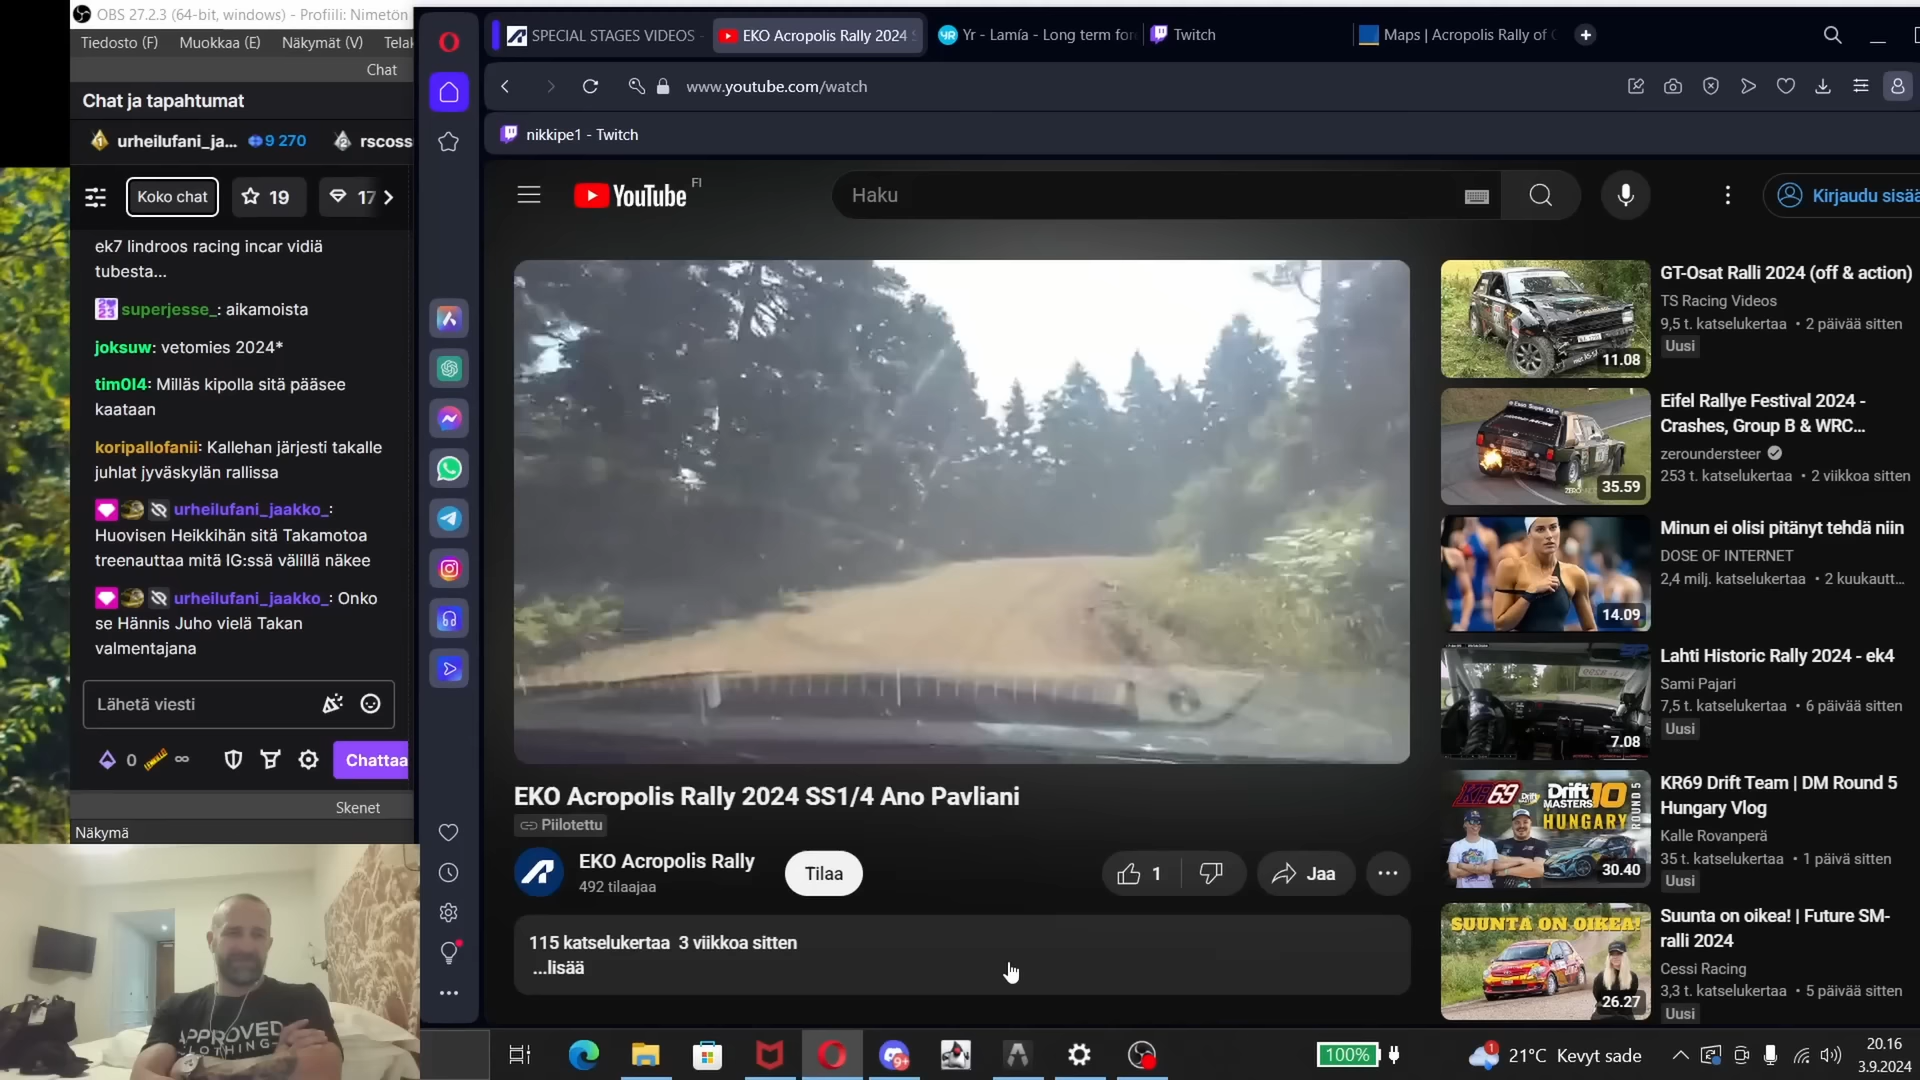 OBS 27.2.3 (64-bit, windows) - Profiili: Nimetön
Tiedosto (F) Muokkaa (E) Näkymät (V) Telak
Chat
Chat ja tapahtumat
urheilufani_ja... 9 270 rscoss
Koko chat 19 17
ek7 lindroos racing incar vidiä
tubesta...
superjesse_: aikamoista
joksuw: vetomies 2024*
tim0l4: Milläs kipolla sitä pääsee
kaataan
koripallofanii: Kallehan järjesti takalle
juhlat jyväskylän rallissa
urheilufani_jaakko_:
Huovisen Heikkihän sitä Takamotoa
treenauttaa mitä IG:ssä välillä näkee
urheilufani_jaakko_: Onko
se Hännis Juho vielä Takan
valmentajana
Lähetä viesti
0 ∞ Chattaa
Skenet
Näkymä
APPROVED
CLOTHING
SPECIAL STAGES VIDEOS -
EKO Acropolis Rally 2024 S
Yr - Lamía - Long term for
Twitch
Maps | Acropolis Rally of G
www.youtube.com/watch
nikkipe1 - Twitch
YouTube FI
Haku
Kirjaudu sisää
EKO Acropolis Rally 2024 SS1/4 Ano Pavliani
Piilotettu
EKO Acropolis Rally
492 tilaajaa
Tilaa
1
Jaa
115 katselukertaa 3 viikkoa sitten
...lisää
GT-Osat Ralli 2024 (off & action)
TS Racing Videos
9,5 t. katselukertaa • 2 päivää sitten
Uusi
11.08
Eifel Rallye Festival 2024 -
Crashes, Group B & WRC...
zeroundersteer
253 t. katselukertaa • 2 viikkoa sitten
35.59
Minun ei olisi pitänyt tehdä niin
DOSE OF INTERNET
2,4 milj. katselukertaa • 2 kuukautt...
14.09
Lahti Historic Rally 2024 - ek4
Sami Pajari
7,5 t. katselukertaa • 6 päivää sitten
Uusi
7.08
KR69 Drift Team | DM Round 5
Hungary Vlog
Kalle Rovanperä
35 t. katselukertaa • 1 päivä sitten
Uusi
KR69 Drift MASTERS 10
HUNGARY
ROUND 5
30.40
Suunta on oikea! | Future SM-
ralli 2024
Cessi Racing
3,3 t. katselukertaa • 5 päivää sitten
Uusi
SUUNTA ON OIKEA!
26.27
9+
100%
1
21°C Kevyt sade
20.16
3.9.2024